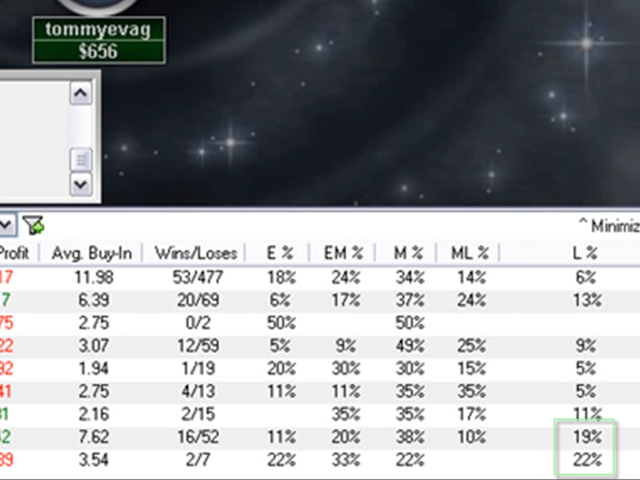 tommyevag
$656
^ Minimiz
Profit Avg. Buy-In Wins/Loses E % EM % M % ML % L %
17 11.98 53/477 18% 24% 34% 14% 6%
7 6.39 20/69 6% 17% 37% 24% 13%
75 2.75 0/2 50% 50%
22 3.07 12/59 5% 9% 49% 25% 9%
92 1.94 1/19 20% 30% 30% 15% 5%
41 2.75 4/13 11% 11% 35% 35% 5%
31 2.16 2/15 35% 35% 17% 11%
42 7.62 16/52 11% 20% 38% 10% 19%
39 3.54 2/7 22% 33% 22% 22%